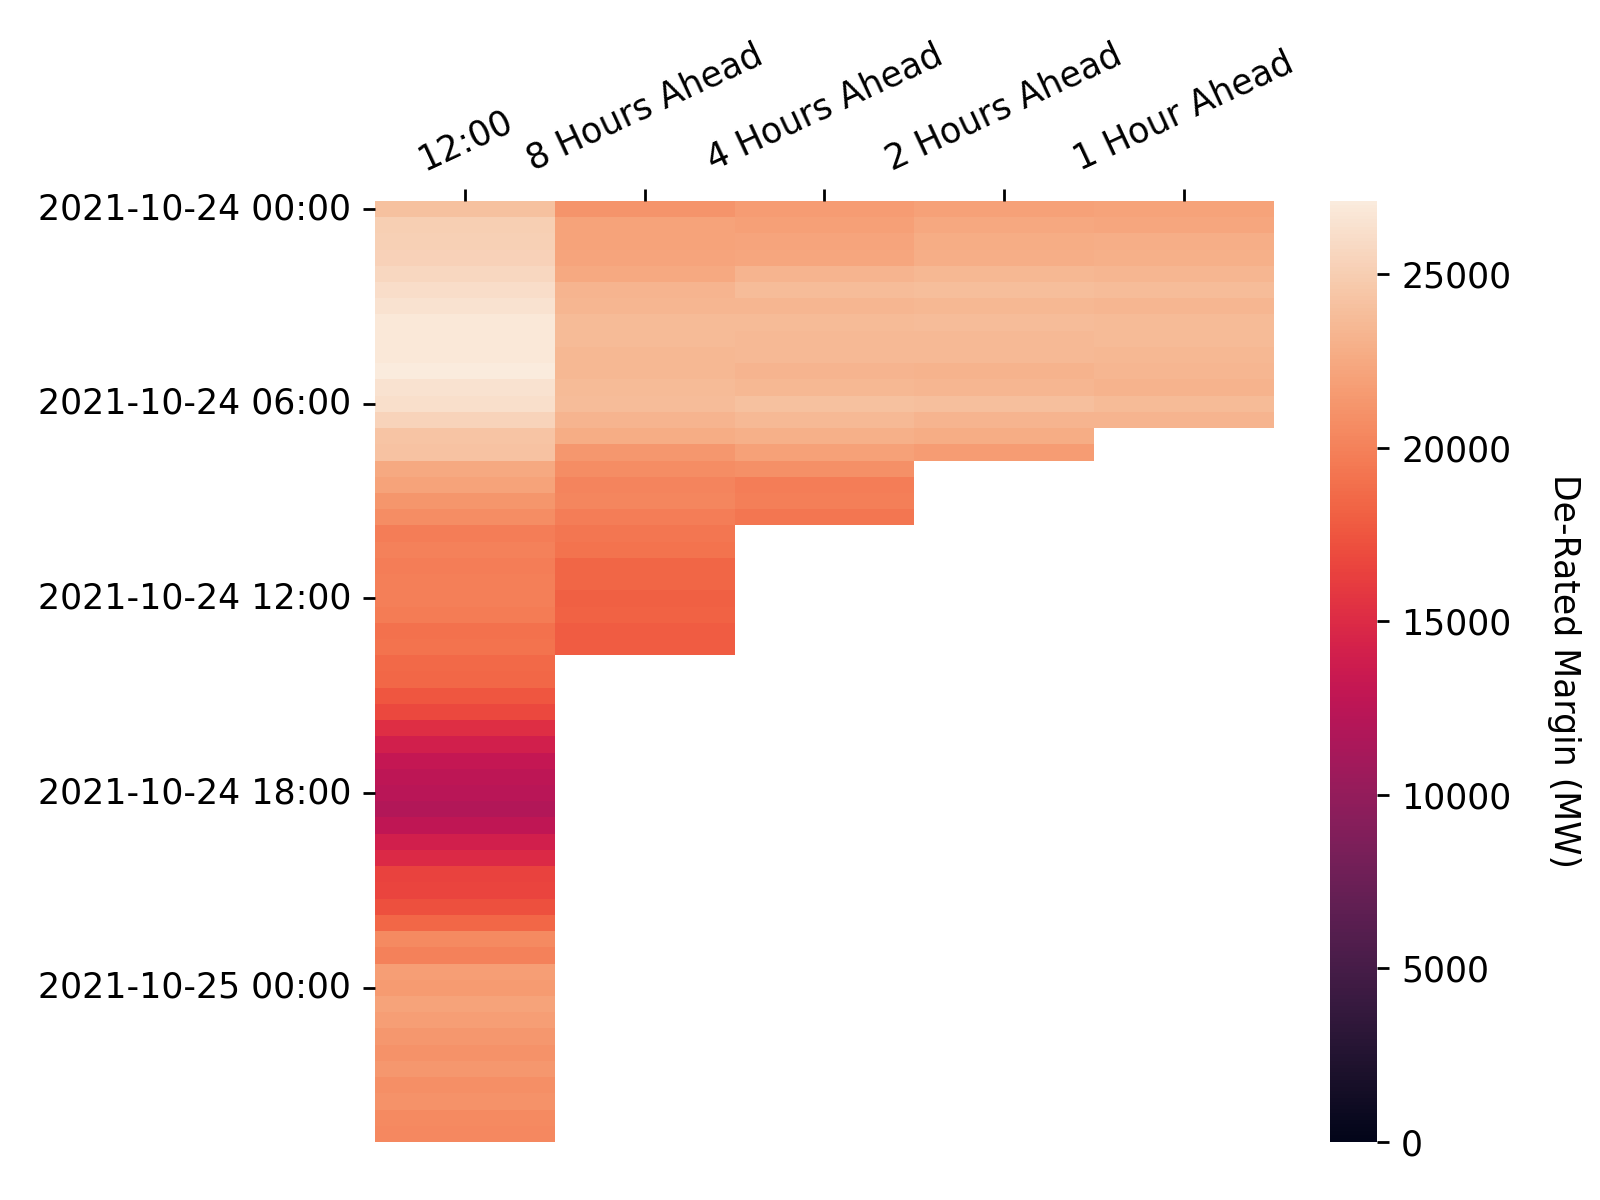 12:00
8 Hours Ahead
4 Hours Ahead
2 Hours Ahead
1 Hour Ahead
2021-10-24 00:00
2021-10-24 06:00
2021-10-24 12:00
2021-10-24 18:00
2021-10-25 00:00
25000
20000
15000
10000
5000
0
De-Rated Margin (MW)